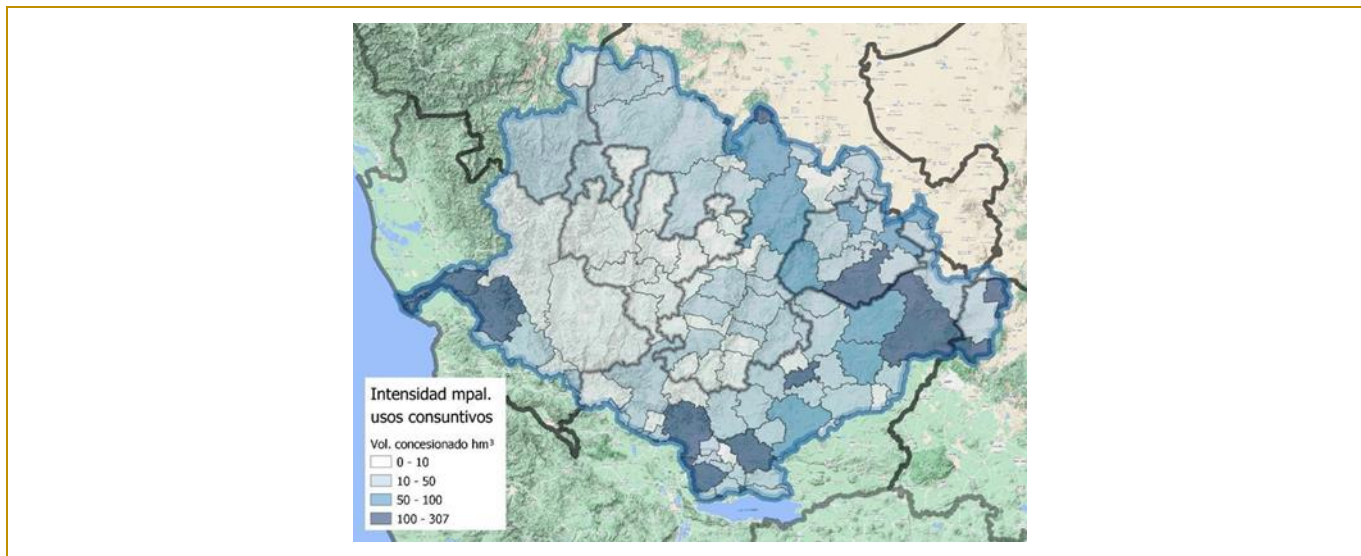 Intensidad mpal.
usos consuntivos
Vol. concesionado hm³
0 - 10
10 - 50
50 - 100
100 - 307